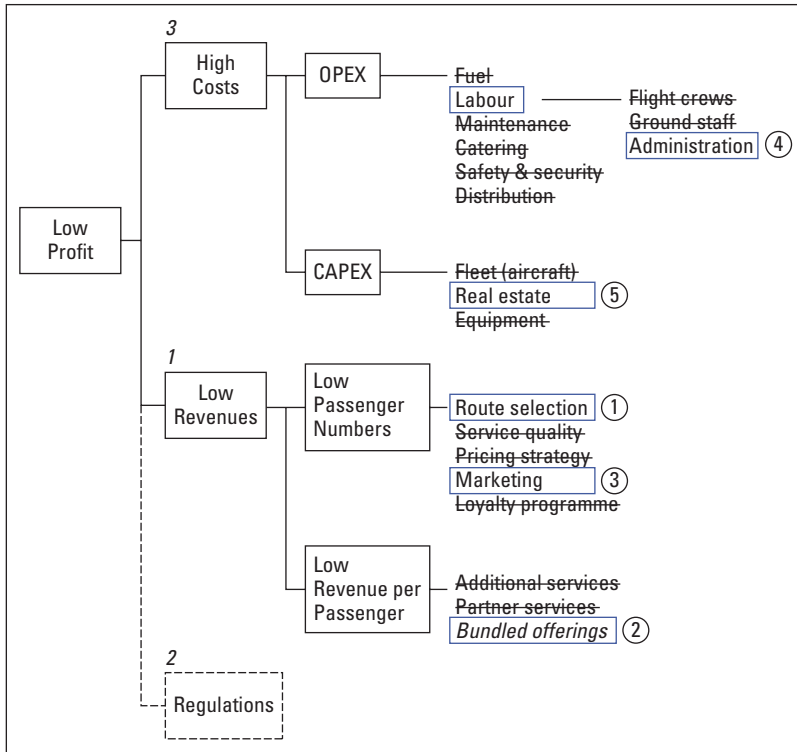 3
High
Costs
OPEX
Fuel
Labour
Maintenance
Catering
Safety & security
Distribution
Flight crews
Ground staff
Administration 4
Low
Profit
CAPEX
Fleet (aircraft)
Real estate 5
Equipment
1
Low
Revenues
Low
Passenger
Numbers
Route selection 1
Service quality
Pricing strategy
Marketing 3
Loyalty programme
Low
Revenue per
Passenger
Additional services
Partner services
Bundled offerings 2
2
Regulations